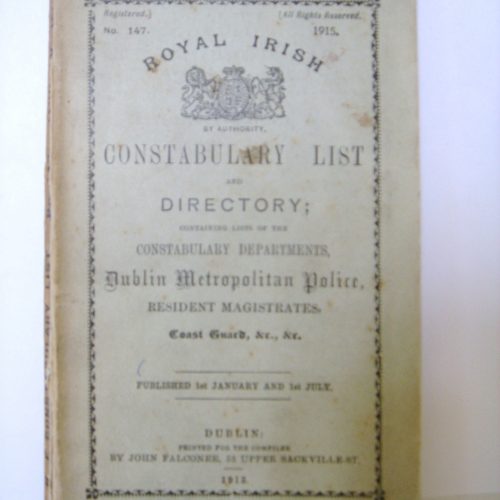 Registered.]
[All Rights Reserved.
No. 147.
1915.
ROYAL IRISH
BY AUTHORITY.
CONSTABULARY LIST
AND
DIRECTORY;
CONTAINING LISTS OF THE
CONSTABULARY DEPARTMENTS,
Dublin Metropolitan Police,
RESIDENT MAGISTRATES,
Coast Guard, &c., &c.
PUBLISHED 1st JANUARY AND 1st JULY.
DUBLIN:
PRINTED FOR THE COMPILER
BY JOHN FALCONER, 53 UPPER SACKVILLE-ST.
1915.
CONSTABULARY LIST